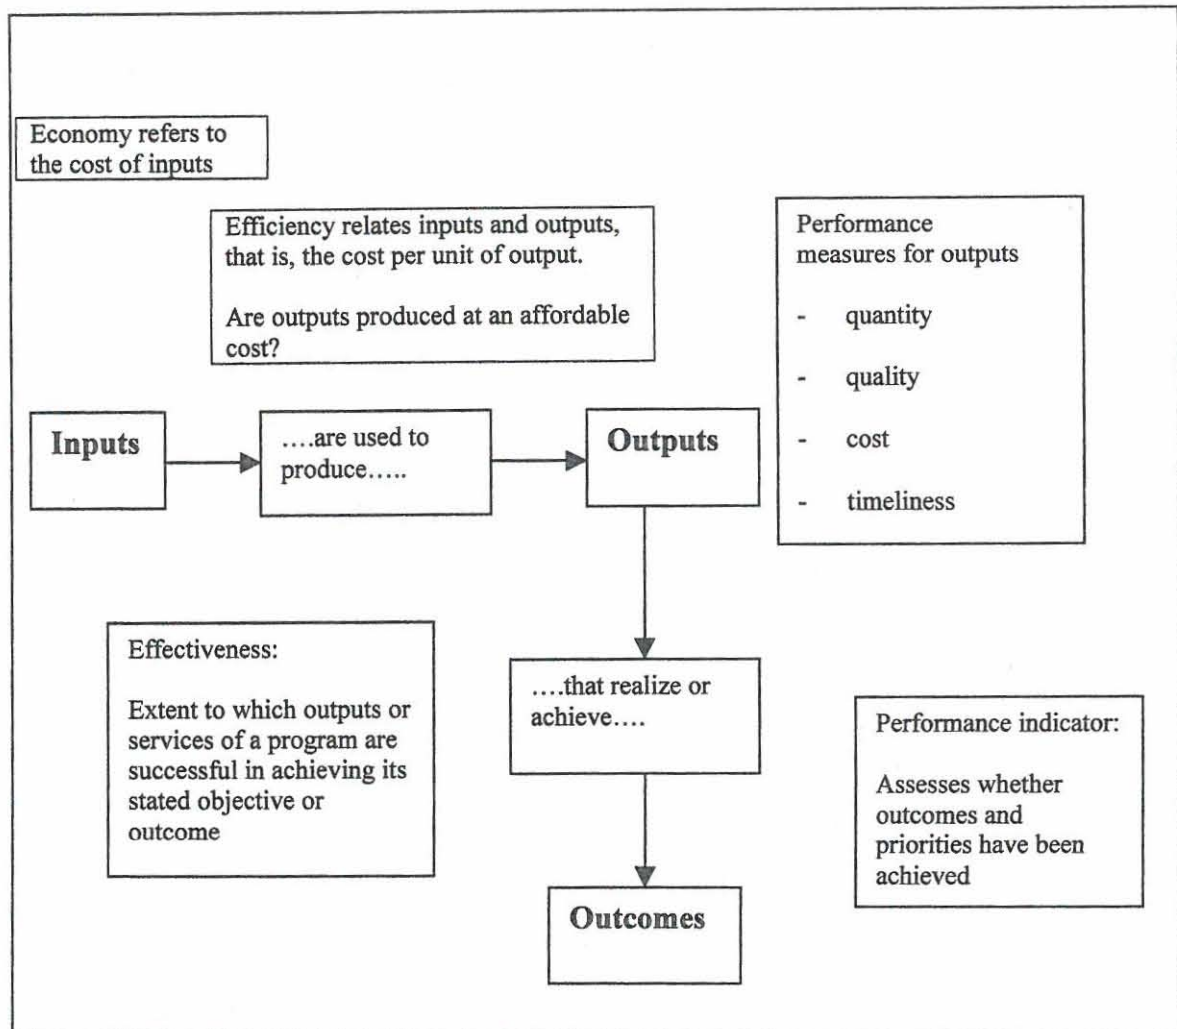 Economy refers to
the cost of inputs
Efficiency relates inputs and outputs,
that is, the cost per unit of output.
Are outputs produced at an affordable
cost?
Performance
measures for outputs
- quantity
- quality
- cost
- timeliness
Inputs
....are used to
produce.....
Outputs
Effectiveness:
Extent to which outputs or
services of a program are
successful in achieving its
stated objective or
outcome
....that realize or
achieve....
Performance indicator:
Assesses whether
outcomes and
priorities have been
achieved
Outcomes